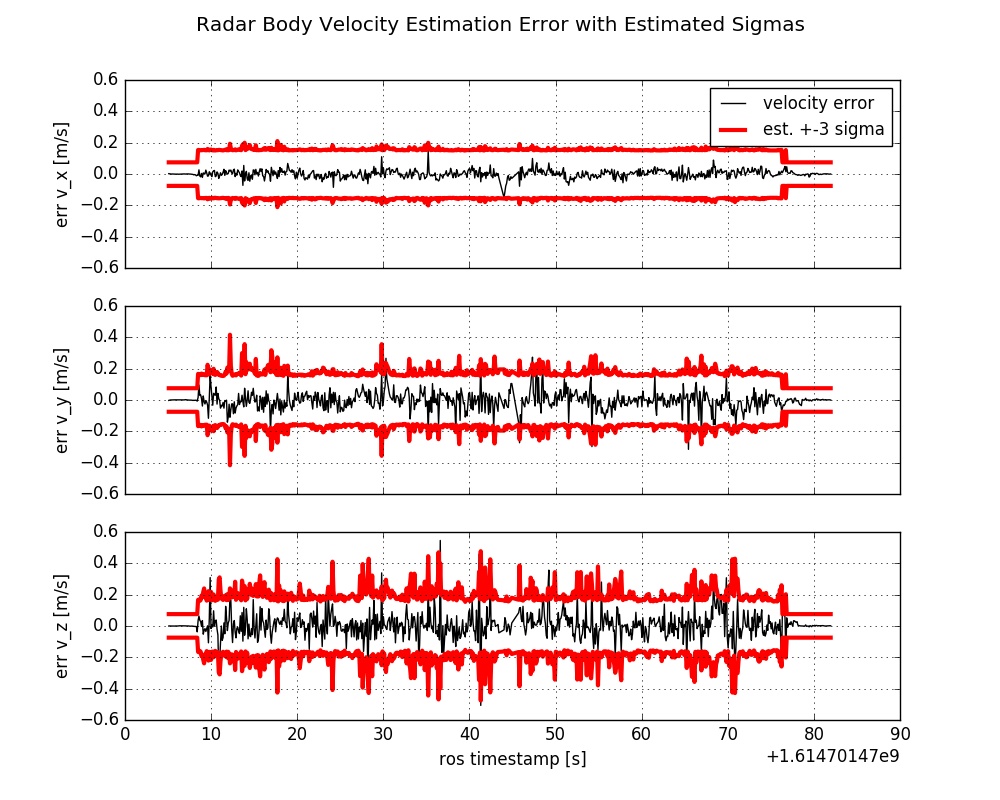 Radar Body Velocity Estimation Error with Estimated Sigmas
0.6
0.4
0.2
0.0
−0.2
−0.4
−0.6
err v_x [m/s]
velocity error
est. +-3 sigma
0.6
0.4
0.2
0.0
−0.2
−0.4
−0.6
err v_y [m/s]
0.6
0.4
0.2
0.0
−0.2
−0.4
−0.6
err v_z [m/s]
0 10 20 30 40 50 60 70 80 90
ros timestamp [s]
+1.61470147e9